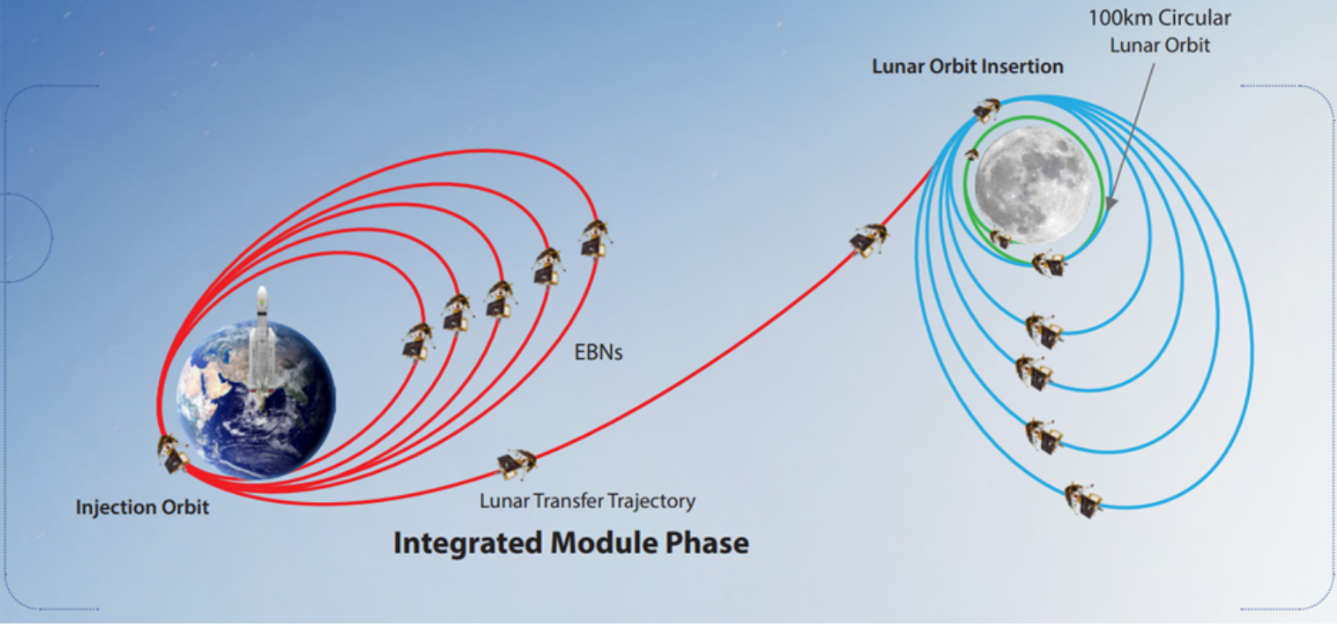 100km Circular
Lunar Orbit
Lunar Orbit Insertion
EBNs
Injection Orbit
Lunar Transfer Trajectory
Integrated Module Phase